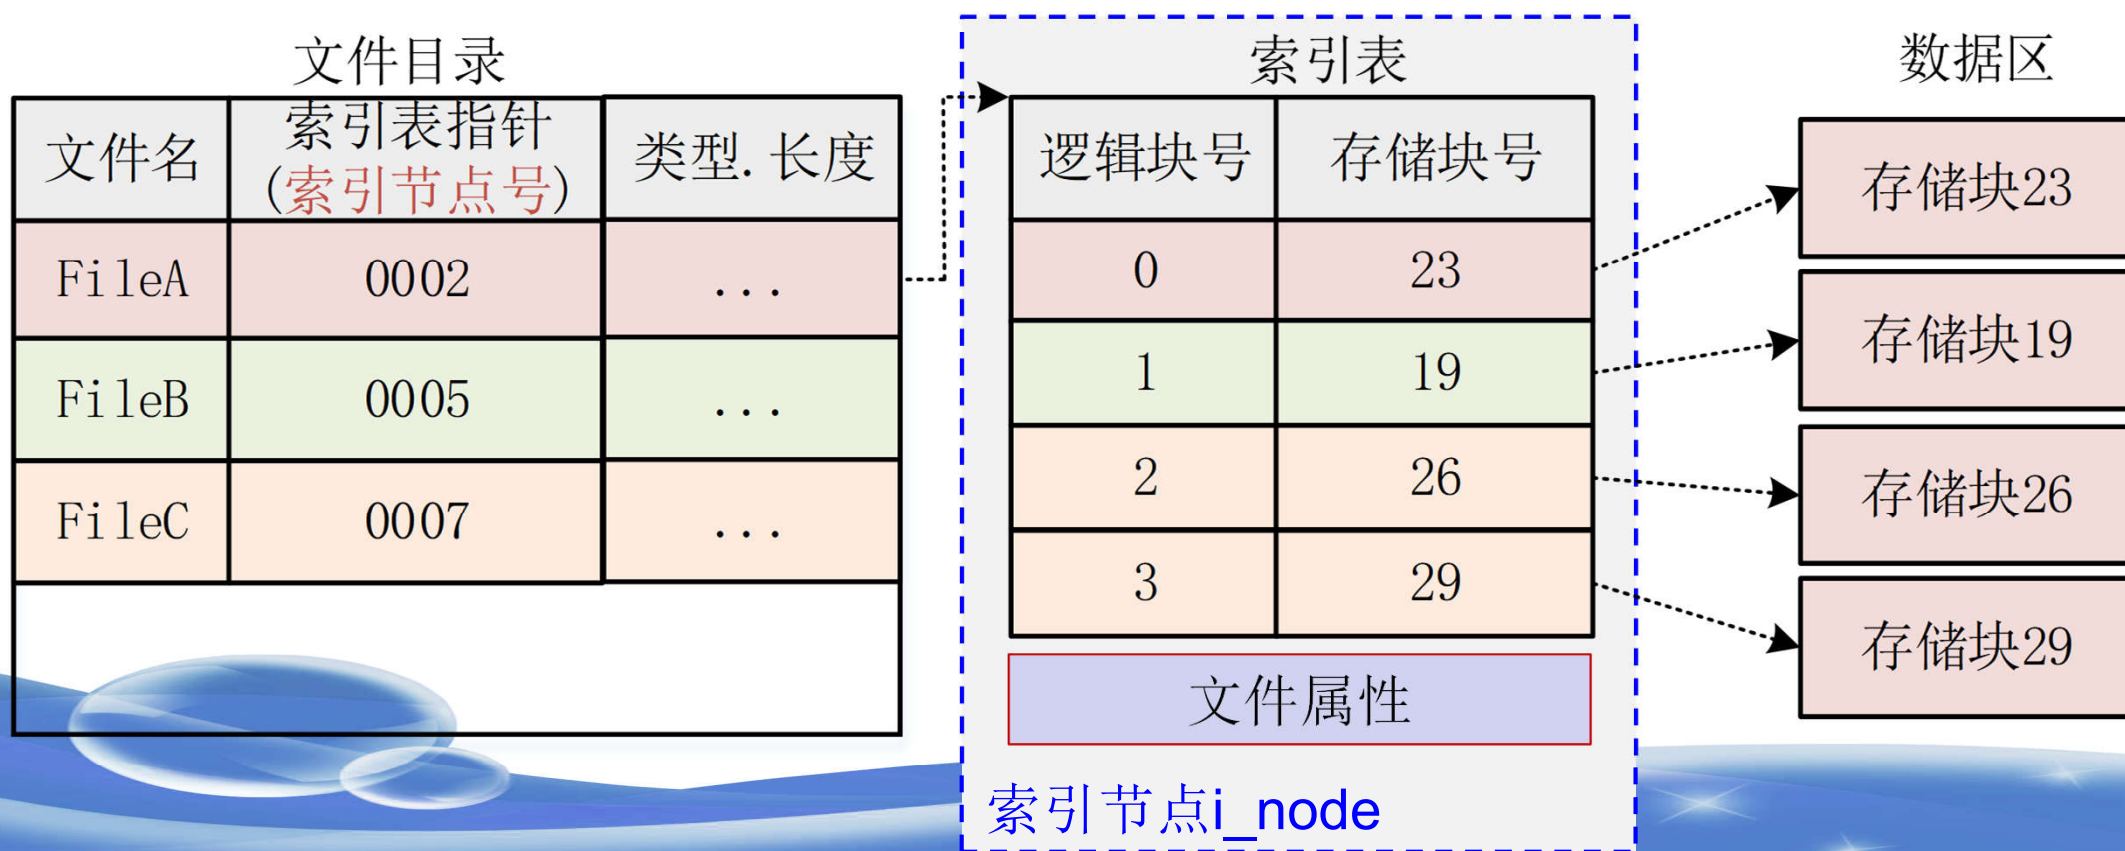 文件目录
文件名 索引表指针 类型.长度
(索引节点号)
FileA 0002 ...
FileB 0005 ...
FileC 0007 ...
索引表
逻辑块号 存储块号
0 23
1 19
2 26
3 29
文件属性
索引节点i_node
数据区
存储块23
存储块19
存储块26
存储块29